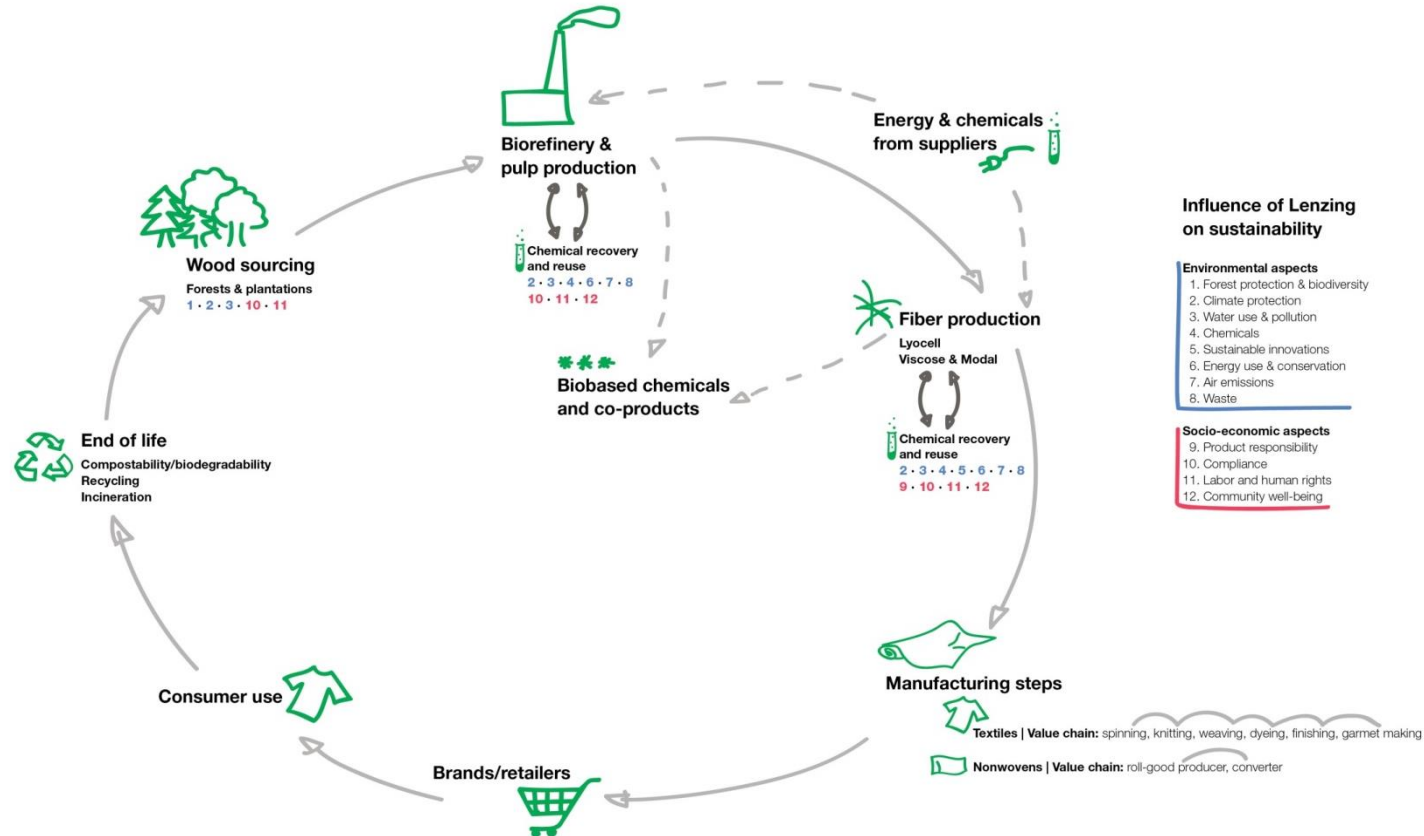 Energy & chemicals
from suppliers
Biorefinery &
pulp production
Chemical recovery
and reuse
2 · 3 · 4 · 6 · 7 · 8
10 · 11 · 12
Wood sourcing
Forests & plantations
1 · 2 · 3 · 10 · 11
Fiber production
Lyocell
Viscose & Modal
Chemical recovery
and reuse
2 · 3 · 4 · 5 · 6 · 7 · 8
9 · 10 · 11 · 12
Biobased chemicals
and co-products
End of life
Compostability/biodegradability
Recycling
Incineration
Manufacturing steps
Textiles | Value chain: spinning, knitting, weaving, dyeing, finishing, garmet making
Nonwovens | Value chain: roll-good producer, converter
Consumer use
Brands/retailers
Influence of Lenzing
on sustainability
Environmental aspects
1. Forest protection & biodiversity
2. Climate protection
3. Water use & pollution
4. Chemicals
5. Sustainable innovations
6. Energy use & conservation
7. Air emissions
8. Waste
Socio-economic aspects
9. Product responsibility
10. Compliance
11. Labor and human rights
12. Community well-being